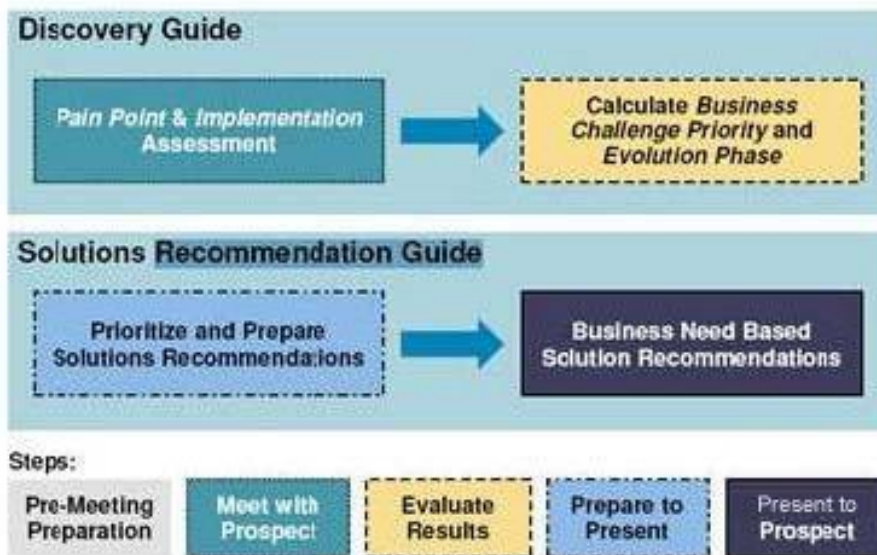 Discovery Guide
Pain Point & Implementation
Assessment
Calculate Business
Challenge Priority and
Evolution Phase
Solutions Recommendation Guide
Prioritize and Prepare
Solutions Recommendations
Business Need Based
Solution Recommendations
Steps:
Pre-Meeting
Preparation
Meet with
Prospect
Evaluate
Results
Prepare to
Present
Present to
Prospect